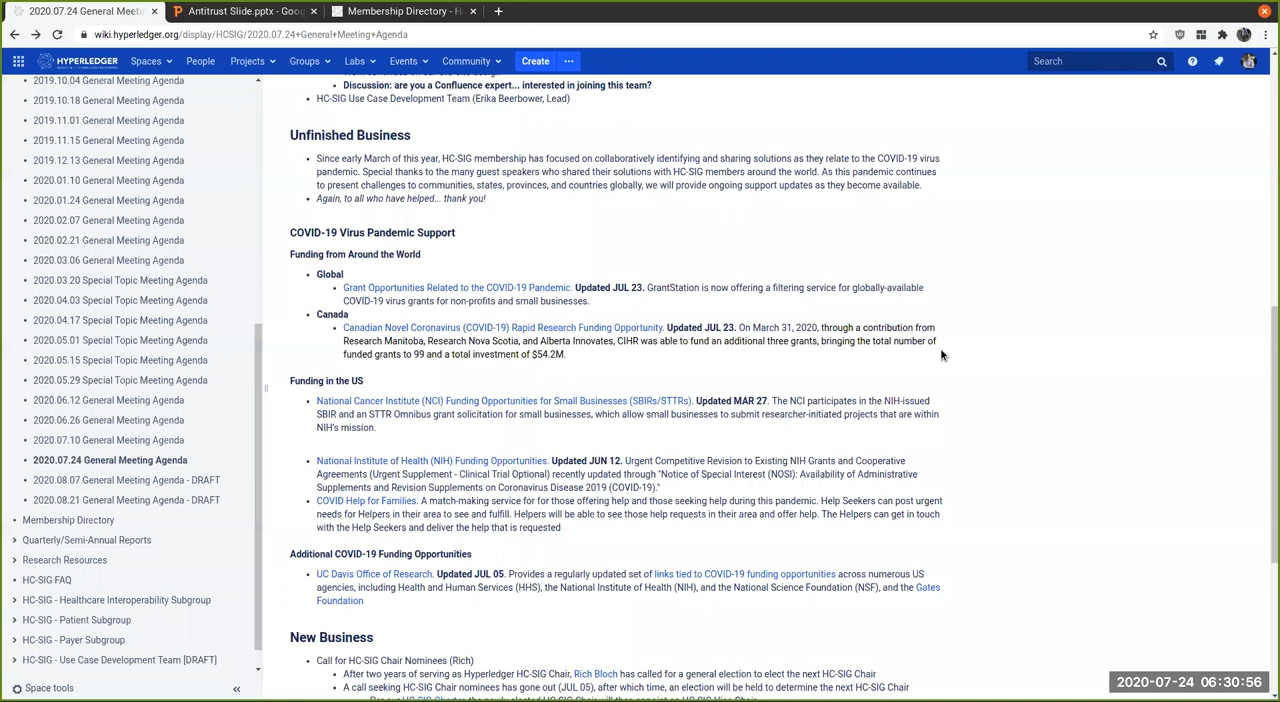 2020.07.24 General Meeti
Antitrust Slide.pptx - Goog
Membership Directory - H
wiki.hyperledger.org/display/HCSIG/2020.07.24+General+Meeting+Agenda
HYPERLEDGER
Spaces
People
Projects
Groups
Labs
Events
Community
Create
Search
2019.10.04 General Meeting Agenda
2019.10.18 General Meeting Agenda
2019.11.01 General Meeting Agenda
2019.11.15 General Meeting Agenda
2019.12.13 General Meeting Agenda
2020.01.10 General Meeting Agenda
2020.01.24 General Meeting Agenda
2020.02.07 General Meeting Agenda
2020.02.21 General Meeting Agenda
2020.03.06 General Meeting Agenda
2020.03.20 Special Topic Meeting Agenda
2020.04.03 Special Topic Meeting Agenda
2020.04.17 Special Topic Meeting Agenda
2020.05.01 Special Topic Meeting Agenda
2020.05.15 Special Topic Meeting Agenda
2020.05.29 Special Topic Meeting Agenda
2020.06.12 General Meeting Agenda
2020.06.26 General Meeting Agenda
2020.07.10 General Meeting Agenda
2020.07.24 General Meeting Agenda
2020.08.07 General Meeting Agenda - DRAFT
2020.08.21 General Meeting Agenda - DRAFT
Membership Directory
Quarterly/Semi-Annual Reports
Research Resources
HC-SIG FAQ
HC-SIG - Healthcare Interoperability Subgroup
HC-SIG - Patient Subgroup
HC-SIG - Payer Subgroup
HC-SIG - Use Case Development Team [DRAFT]
Space tools
Discussion: are you a Confluence expert... interested in joining this team?
HC-SIG Use Case Development Team (Erika Beerbower, Lead)
Unfinished Business
Since early March of this year, HC-SIG membership has focused on collaboratively identifying and sharing solutions as they relate to the COVID-19 virus
pandemic. Special thanks to the many guest speakers who shared their solutions with HC-SIG members around the world. As this pandemic continues
to present challenges to communities, states, provinces, and countries globally, we will provide ongoing support updates as they become available.
Again, to all who have helped... thank you!
COVID-19 Virus Pandemic Support
Funding from Around the World
Global
Grant Opportunities Related to the COVID-19 Pandemic. Updated JUL 23. GrantStation is now offering a filtering service for globally-available
COVID-19 virus grants for non-profits and small businesses.
Canada
Canadian Novel Coronavirus (COVID-19) Rapid Research Funding Opportunity. Updated JUL 23. On March 31, 2020, through a contribution from
Research Manitoba, Research Nova Scotia, and Alberta Innovates, CIHR was able to fund an additional three grants, bringing the total number of
funded grants to 99 and a total investment of $54.2M.
Funding in the US
National Cancer Institute (NCI) Funding Opportunities for Small Businesses (SBIRs/STTRs). Updated MAR 27. The NCI participates in the NIH-issued
SBIR and an STTR Omnibus grant solicitation for small businesses, which allow small businesses to submit researcher-initiated projects that are within
NIH's mission.
National Institute of Health (NIH) Funding Opportunities. Updated JUN 12. Urgent Competitive Revision to Existing NIH Grants and Cooperative
Agreements (Urgent Supplement - Clinical Trial Optional) recently updated through "Notice of Special Interest (NOSI): Availability of Administrative
Supplements and Revision Supplements on Coronavirus Disease 2019 (COVID-19)."
COVID Help for Families. A match-making service for for those offering help and those seeking help during this pandemic. Help Seekers can post urgent
needs for Helpers in their area to see and fulfill. Helpers will be able to see those help requests in their area and offer help. The Helpers can get in touch
with the Help Seekers and deliver the help that is requested
Additional COVID-19 Funding Opportunities
UC Davis Office of Research. Updated JUL 05. Provides a regularly updated set of links tied to COVID-19 funding opportunities across numerous US
agencies, including Health and Human Services (HHS), the National Institute of Health (NIH), and the National Science Foundation (NSF), and the Gates
Foundation
New Business
Call for HC-SIG Chair Nominees (Rich)
After two years of serving as Hyperledger HC-SIG Chair, Rich Bloch has called for a general election to elect the next HC-SIG Chair
A call seeking HC-SIG Chair nominees has gone out (JUL 05), after which time, an election will be held to determine the next HC-SIG Chair
2020-07-24 06:30:56